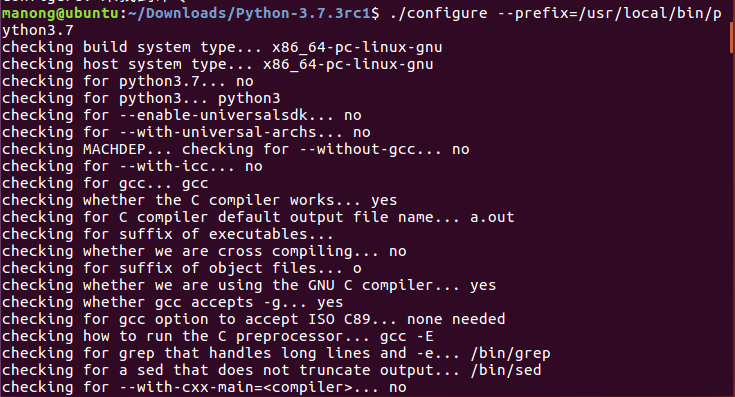 manong@ubuntu:~/Downloads/Python-3.7.3rc1$ ./configure --prefix=/usr/local/bin/p
ython3.7
checking build system type... x86_64-pc-linux-gnu
checking host system type... x86_64-pc-linux-gnu
checking for python3.7... no
checking for python3... python3
checking for --enable-universalsdk... no
checking for --with-universal-archs... no
checking MACHDEP... checking for --without-gcc... no
checking for --with-icc... no
checking for gcc... gcc
checking whether the C compiler works... yes
checking for C compiler default output file name... a.out
checking for suffix of executables...
checking whether we are cross compiling... no
checking for suffix of object files... o
checking whether we are using the GNU C compiler... yes
checking whether gcc accepts -g... yes
checking for gcc option to accept ISO C89... none needed
checking how to run the C preprocessor... gcc -E
checking for grep that handles long lines and -e... /bin/grep
checking for a sed that does not truncate output... /bin/sed
checking for --with-cxx-main=<compiler>... no